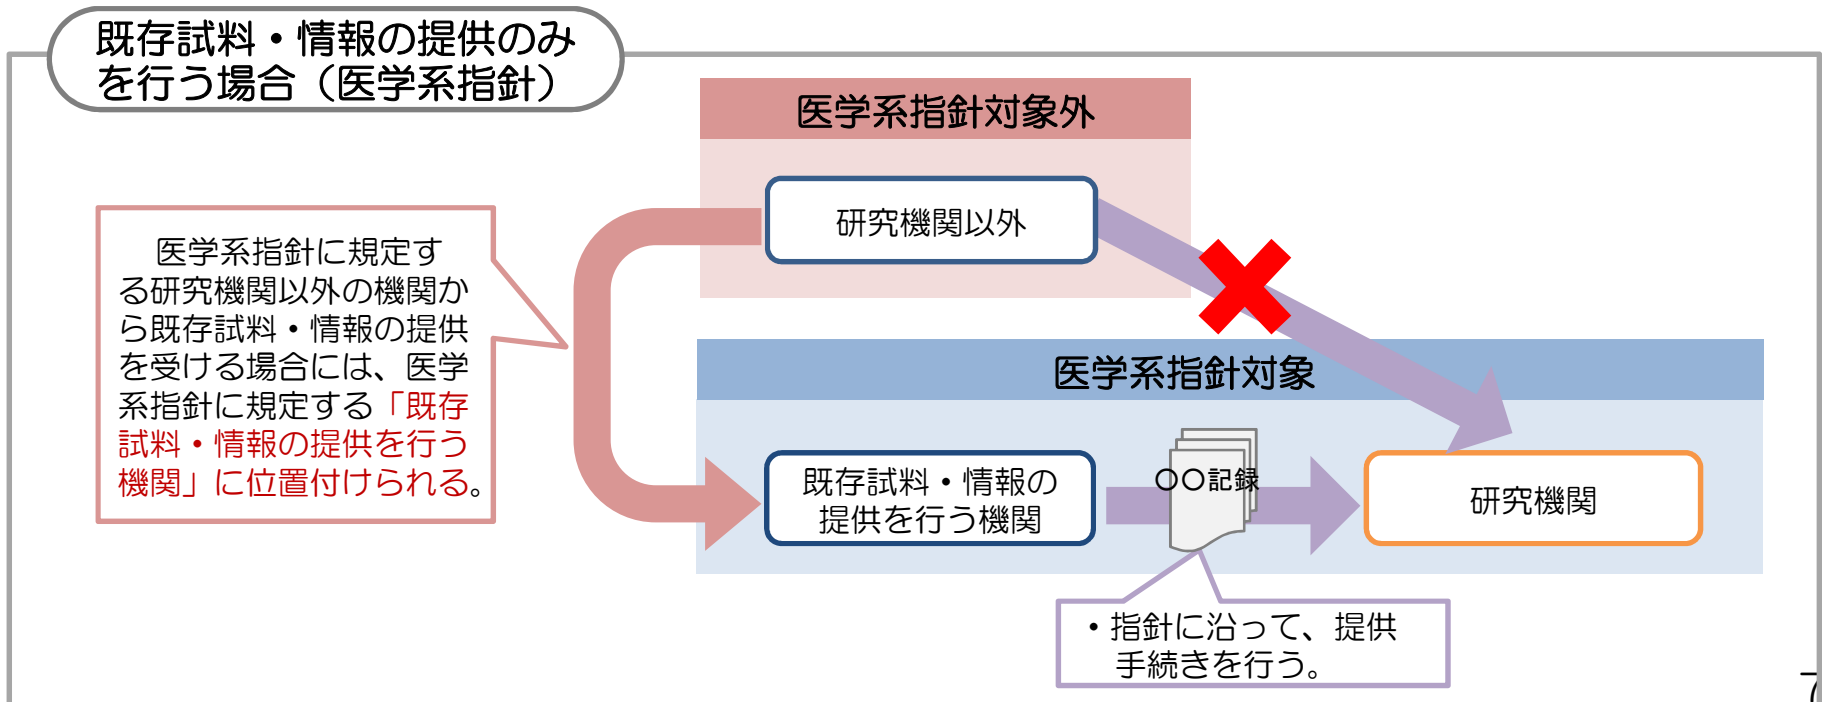 既存試料・情報の提供のみ
を行う場合（医学系指針）
医学系指針対象外
研究機関以外
医学系指針に規定す
る研究機関以外の機関か
ら既存試料・情報の提供
を受ける場合には、医学
系指針に規定する「既存
試料・情報の提供を行う
機関」に位置付けられる。
医学系指針対象
既存試料・情報の
提供を行う機関
〇〇記録
研究機関
・指針に沿って、提供
手続きを行う。
7